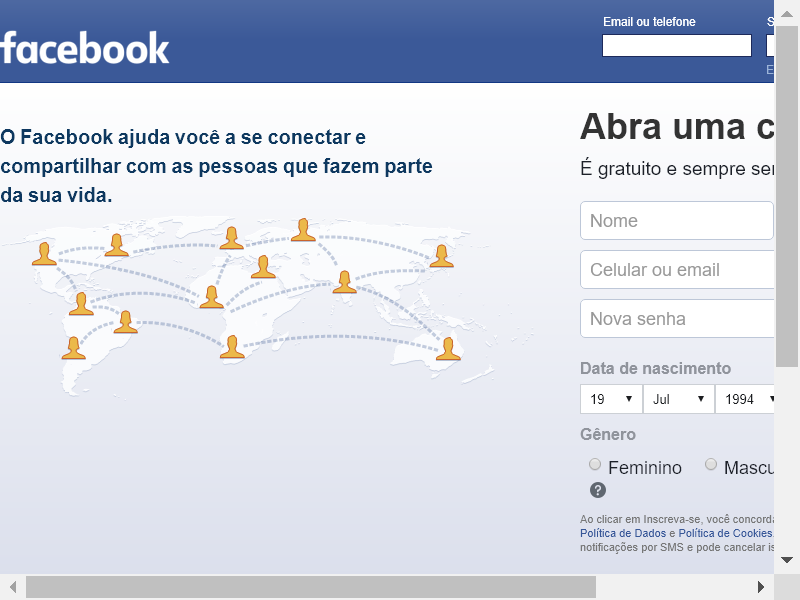 Email ou telefone
S
facebook
E
Abra uma c
O Facebook ajuda você a se conectar e
compartilhar com as pessoas que fazem parte
da sua vida.
É gratuito e sempre ser
Nome
Celular ou email
Nova senha
Data de nascimento
19 Jul 1994
Gênero
Feminino Mascu
?
Ao clicar em Inscreva-se, você concorda
Política de Dados e Política de Cookies.
notificações por SMS e pode cancelar is